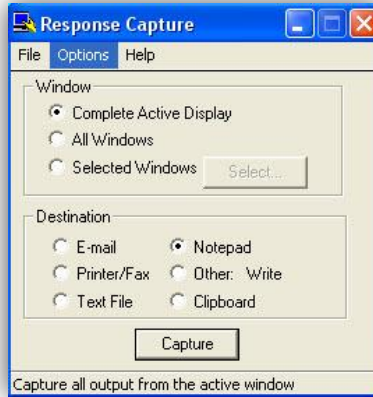 Response Capture
File Options Help
Window
Complete Active Display
All Windows
Selected Windows Select...
Destination
E-mail Notepad
Printer/Fax Other: Write
Text File Clipboard
Capture
Capture all output from the active window